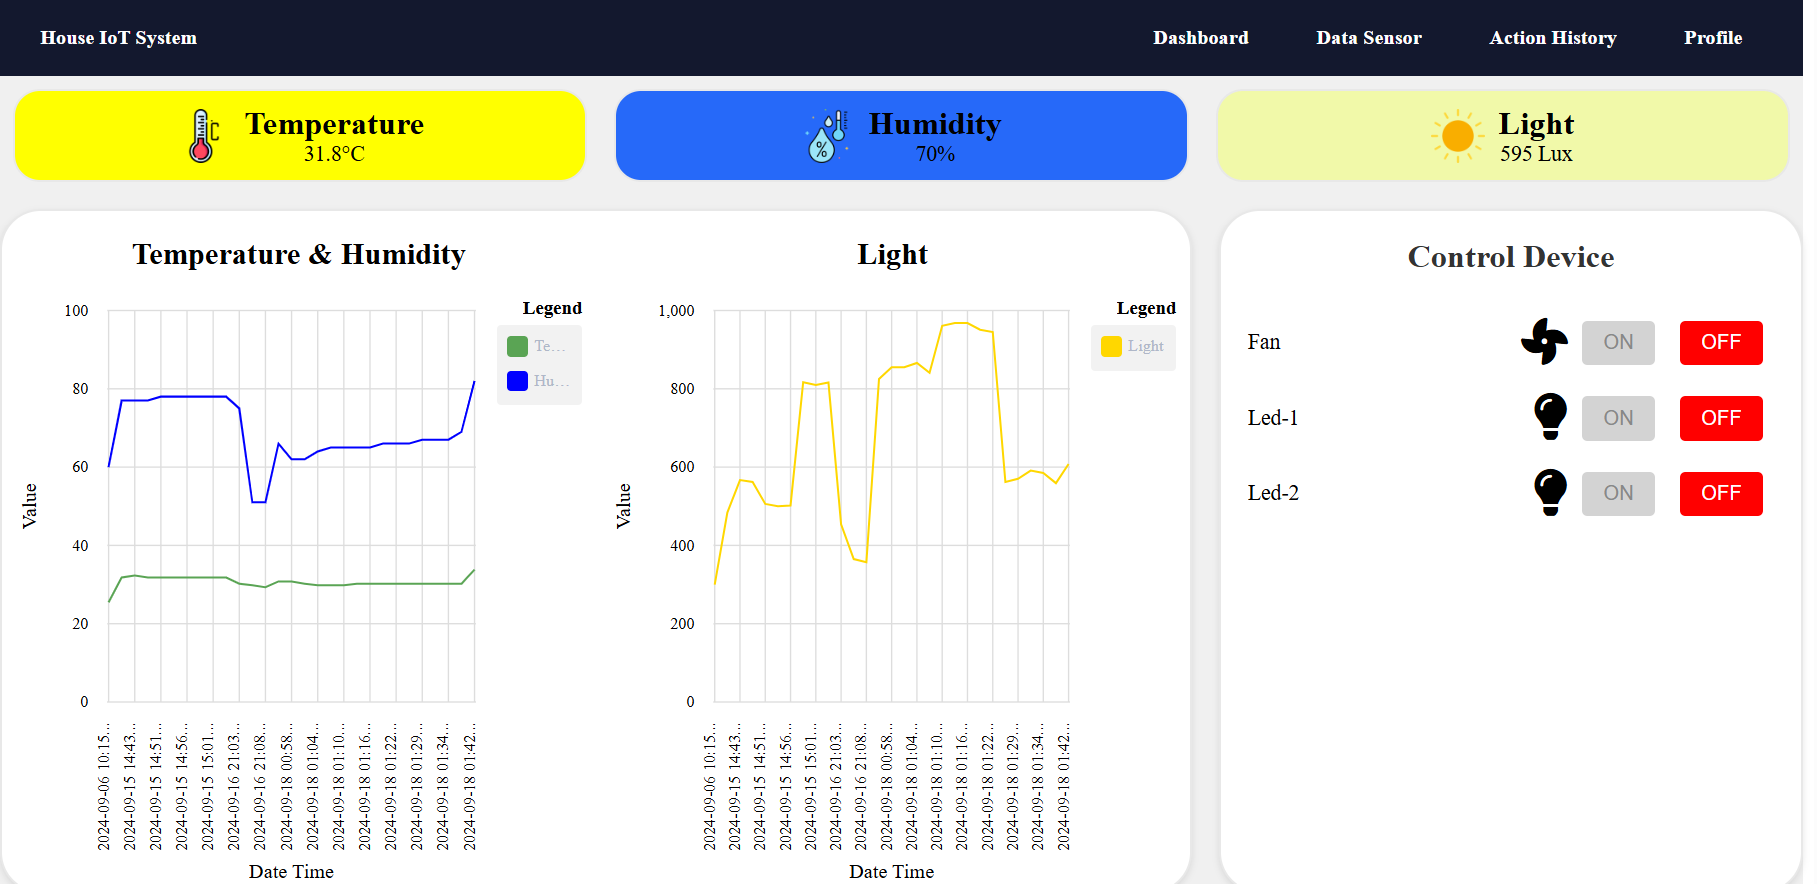 House IoT System
Dashboard
Data Sensor
Action History
Profile
Temperature
31.8°C
%
Humidity
70%
Light
595 Lux
Temperature & Humidity
Legend
Te…
Hu…
100
80
60
40
20
0
Value
2024-09-06 10:15…
2024-09-15 14:43…
2024-09-15 14:51…
2024-09-15 14:56…
2024-09-15 15:01…
2024-09-16 21:03…
2024-09-16 21:08…
2024-09-18 00:58…
2024-09-18 01:04…
2024-09-18 01:10…
2024-09-18 01:16…
2024-09-18 01:22…
2024-09-18 01:29…
2024-09-18 01:34…
2024-09-18 01:42…
Date Time
Light
Legend
Light
1,000
800
600
400
200
0
Value
2024-09-06 10:15…
2024-09-15 14:43…
2024-09-15 14:51…
2024-09-15 14:56…
2024-09-15 15:01…
2024-09-16 21:03…
2024-09-16 21:08…
2024-09-18 00:58…
2024-09-18 01:04…
2024-09-18 01:10…
2024-09-18 01:16…
2024-09-18 01:22…
2024-09-18 01:29…
2024-09-18 01:34…
2024-09-18 01:42…
Date Time
Control Device
Fan ON OFF
Led-1 ON OFF
Led-2 ON OFF